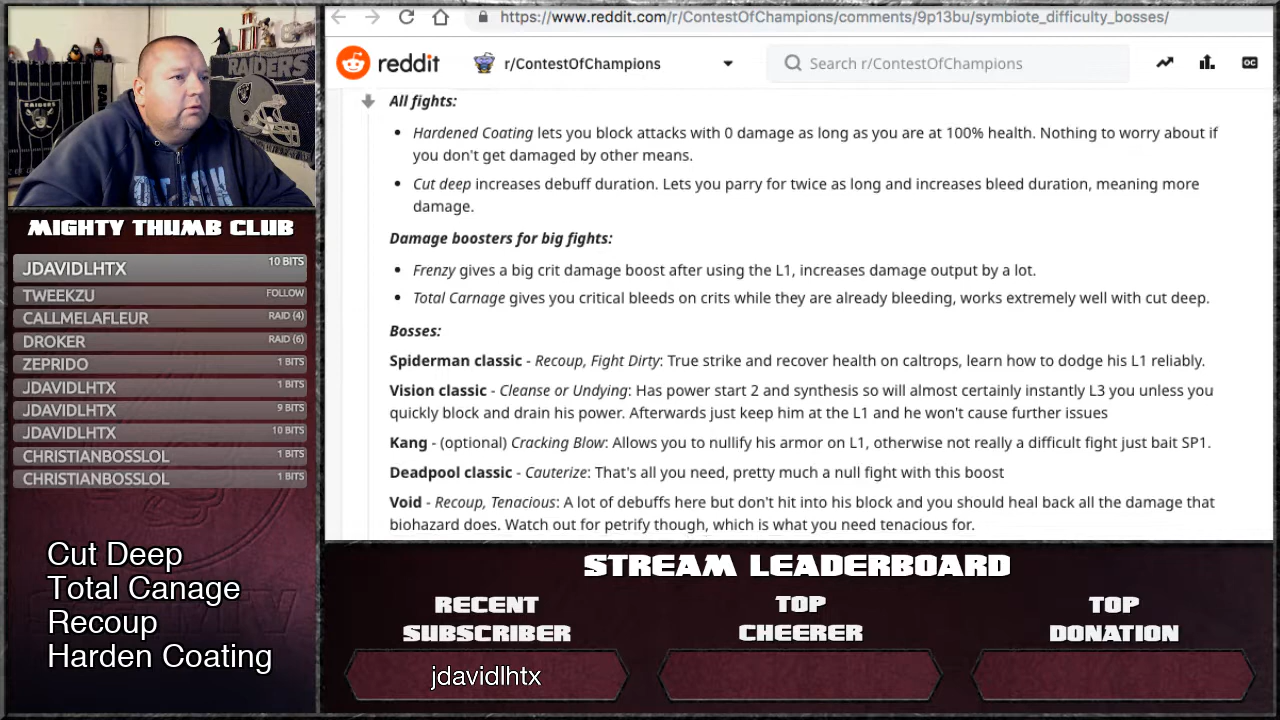 https://www.reddit.com/r/ContestOfChampions/comments/9p13bu/symbiote_difficulty_bosses/
reddit
r/ContestOfChampions
Search r/ContestOfChampions
OC
RAIDERS
All fights:
Hardened Coating lets you block attacks with 0 damage as long as you are at 100% health. Nothing to worry about if
you don't get damaged by other means.
Cut deep increases debuff duration. Lets you parry for twice as long and increases bleed duration, meaning more
damage.
Damage boosters for big fights:
Frenzy gives a big crit damage boost after using the L1, increases damage output by a lot.
Total Carnage gives you critical bleeds on crits while they are already bleeding, works extremely well with cut deep.
Bosses:
Spiderman classic - Recoup, Fight Dirty: True strike and recover health on caltrops, learn how to dodge his L1 reliably.
Vision classic - Cleanse or Undying: Has power start 2 and synthesis so will almost certainly instantly L3 you unless you
quickly block and drain his power. Afterwards just keep him at the L1 and he won't cause further issues
Kang - (optional) Cracking Blow: Allows you to nullify his armor on L1, otherwise not really a difficult fight just bait SP1.
Deadpool classic - Cauterize: That's all you need, pretty much a null fight with this boost
Void - Recoup, Tenacious: A lot of debuffs here but don't hit into his block and you should heal back all the damage that
biohazard does. Watch out for petrify though, which is what you need tenacious for.
MIGHTY THUMB CLUB
JDAVIDLHTX 10 BITS
TWEEKZU FOLLOW
CALLMELAFLEUR RAID (4)
DROKER RAID (6)
ZEPRIDO 1 BITS
JDAVIDLHTX 1 BITS
JDAVIDLHTX 9 BITS
JDAVIDLHTX 10 BITS
CHRISTIANBOSSLOL 1 BITS
CHRISTIANBOSSLOL 1 BITS
Cut Deep
Total Canage
Recoup
Harden Coating
STREAM LEADERBOARD
RECENT
SUBSCRIBER
jdavidlhtx
TOP
CHEERER
TOP
DONATION